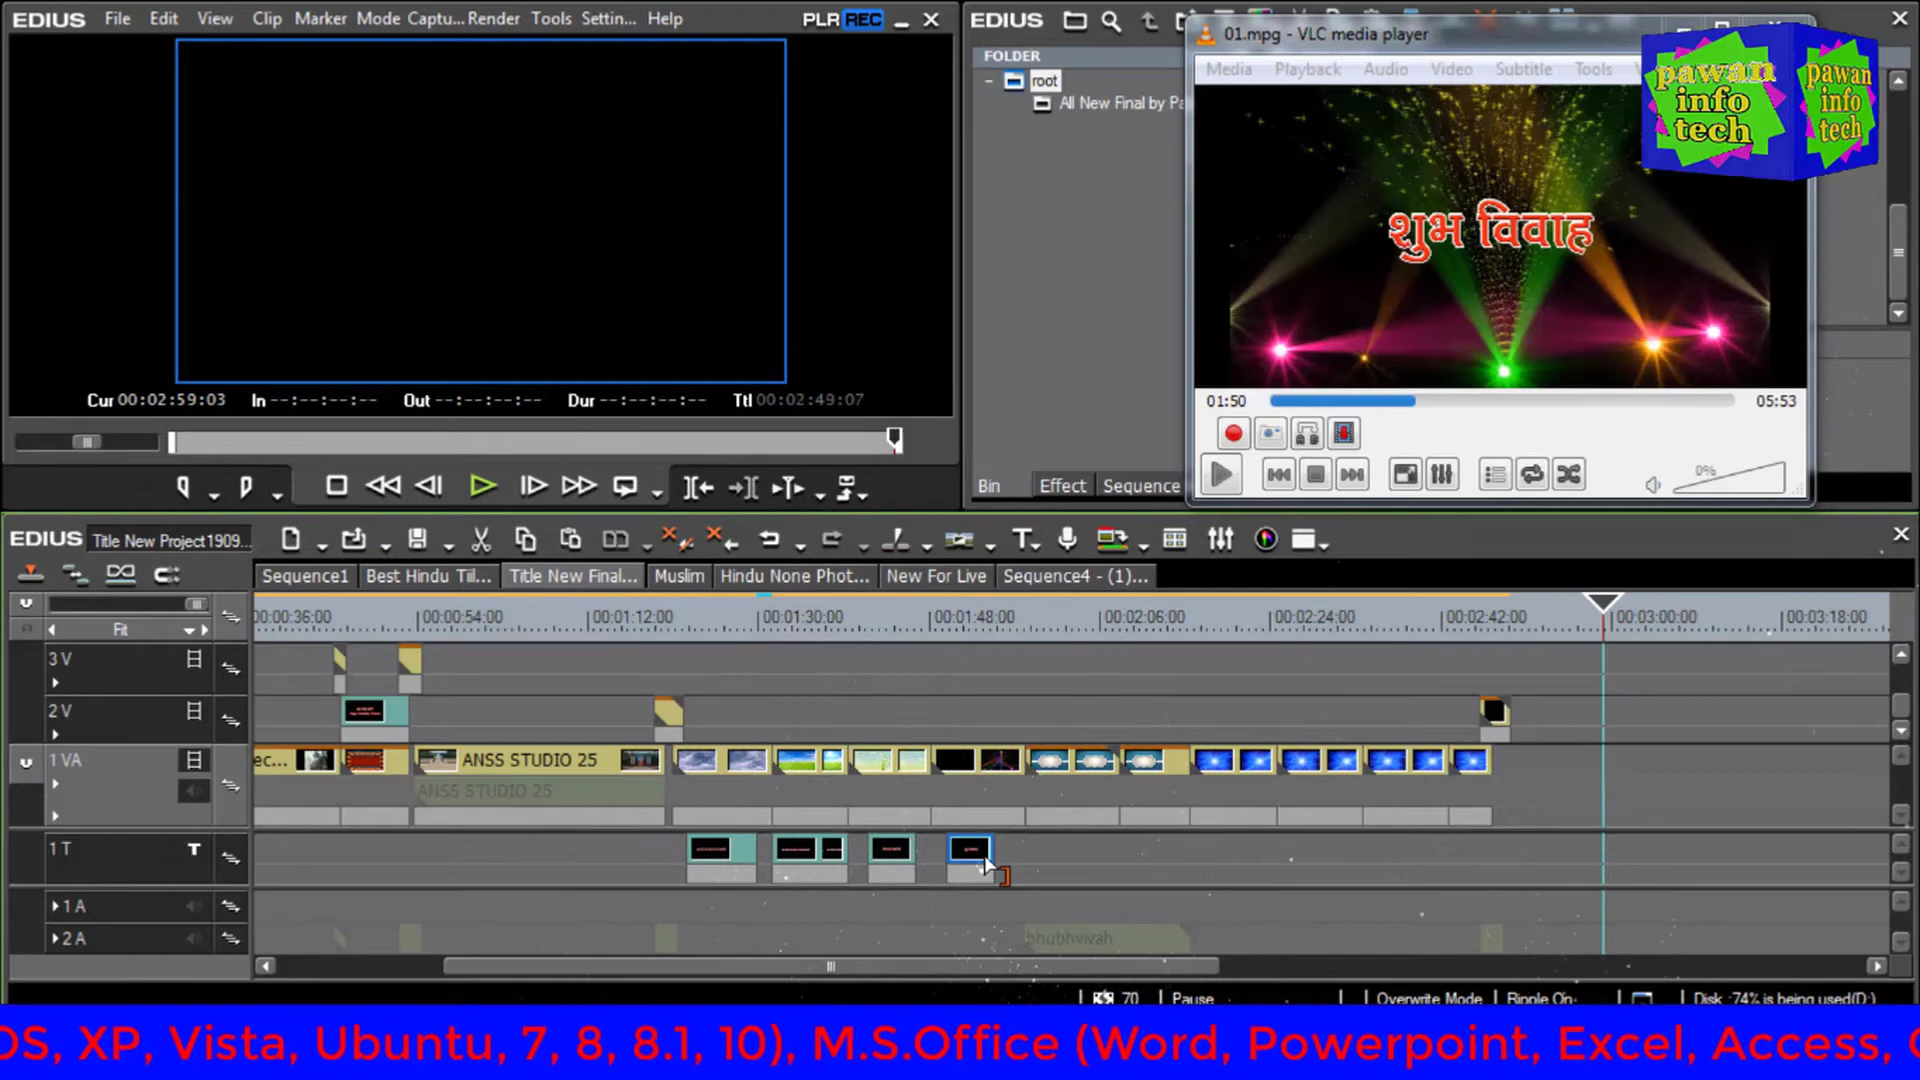 EDIUS File Edit View Clip Marker Mode Captu... Render Tools Settin... Help PLR REC
EDIUS
FOLDER
root
All New Final by Pa
01.mpg - VLC media player
Media Playback Audio Video Subtitle Tools
pawan info tech
pawan info tech
शुभ विवाह
Cur 00:02:59:03 In --:--:--:-- Out --:--:--:-- Dur --:--:--:-- Ttl 00:02:49:07
01:50 05:53
0%
Bin Effect Sequence
EDIUS Title New Project1909...
Sequence1 Best Hindu Til... Title New Final... Muslim Hindu None Phot... New For Live Sequence4 - (1)...
00:00:36:00 00:00:54:00 00:01:12:00 00:01:30:00 00:01:48:00 00:02:06:00 00:02:24:00 00:02:42:00 00:03:00:00 00:03:18:00
Fit
3 V
2 V
1 VA ec... ANSS STUDIO 25
ANSS STUDIO 25
1 T T
1 A
2 A bhubhvivah
70 Pause Overwrite Mode Ripple On Disk :74% is being used(D:)
OS, XP, Vista, Ubuntu, 7, 8, 8.1, 10), M.S.Office (Word, Powerpoint, Excel, Access,